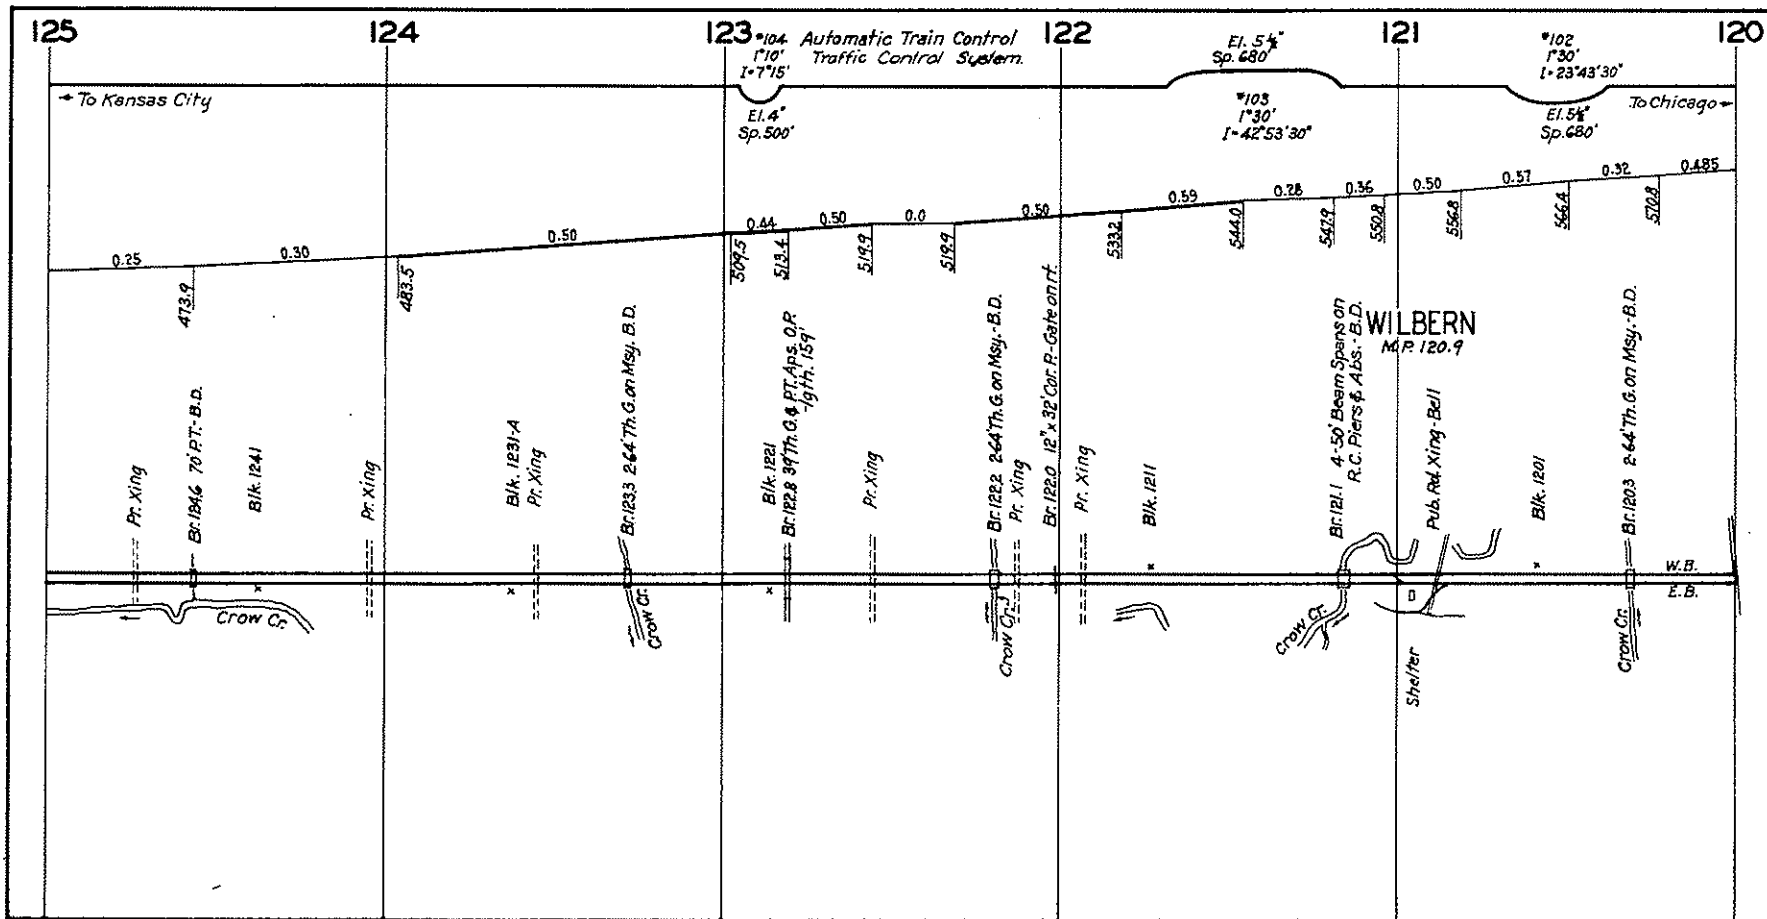 125
124
123
122
121
120
#104
1°10'
I=7°15'
Automatic Train Control
Traffic Control System.
El. 5½"
Sp. 680'
#102
1°30'
I=23°43'30"
← To Kansas City
El. 4"
Sp. 500'
#103
1°30'
I=42°53'30"
El. 5½"
Sp. 680'
To Chicago →
0.25
0.30
0.50
0.44
0.50
0.0
0.50
0.59
0.28
0.36
0.50
0.57
0.32
0.485
473.9
483.5
509.5
513.4
519.9
519.9
533.2
544.0
547.9
550.8
556.8
566.4
570.8
WILBERN
M.P. 120.9
Pr. Xing
Br. 124.6 70' P.T.-B.D.
Blk. 1241
Pr. Xing
Blk. 1231-A
Pr. Xing
Br. 123.3 2-64' Th. G. on Msy. B.D.
Blk. 1221
Br. 122.8 39' Th. G. & P.T. Aps. O.P.
-lgth. 159'
Pr. Xing
Br. 122.2 2-64' Th. G. on Msy.-B.D.
Pr. Xing
Br. 122.0 12" x 32' Cor. P.-Gate on rt.
Pr. Xing
Blk. 1211
Br. 121.1 4-50' Beam Spans on
R.C. Piers & Abs.-B.D.
Pub. Rd. Xing-Bell
Blk. 1201
Br. 120.3 2-64' Th. G. on Msy.-B.D.
W.B.
E.B.
Crow Cr.
Crow Cr.
Crow Cr.
Crow Cr.
Shelter
Crow Cr.